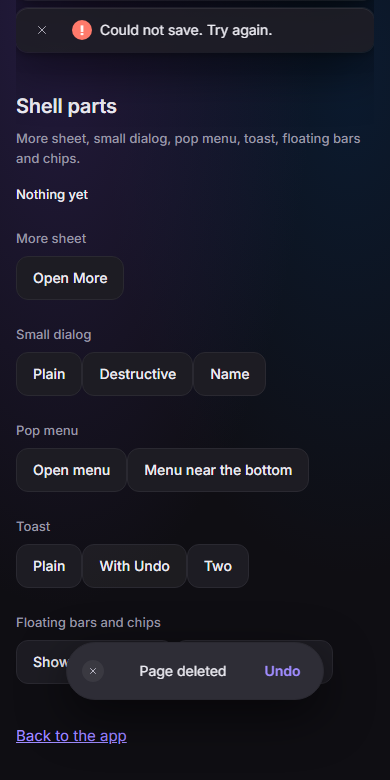 Could not save. Try again.
Shell parts
More sheet, small dialog, pop menu, toast, floating bars
and chips.
Nothing yet
More sheet
Open More
Small dialog
Plain Destructive Name
Pop menu
Open menu Menu near the bottom
Toast
Plain With Undo Two
Floating bars and chips
Show
Page deleted Undo
Back to the app